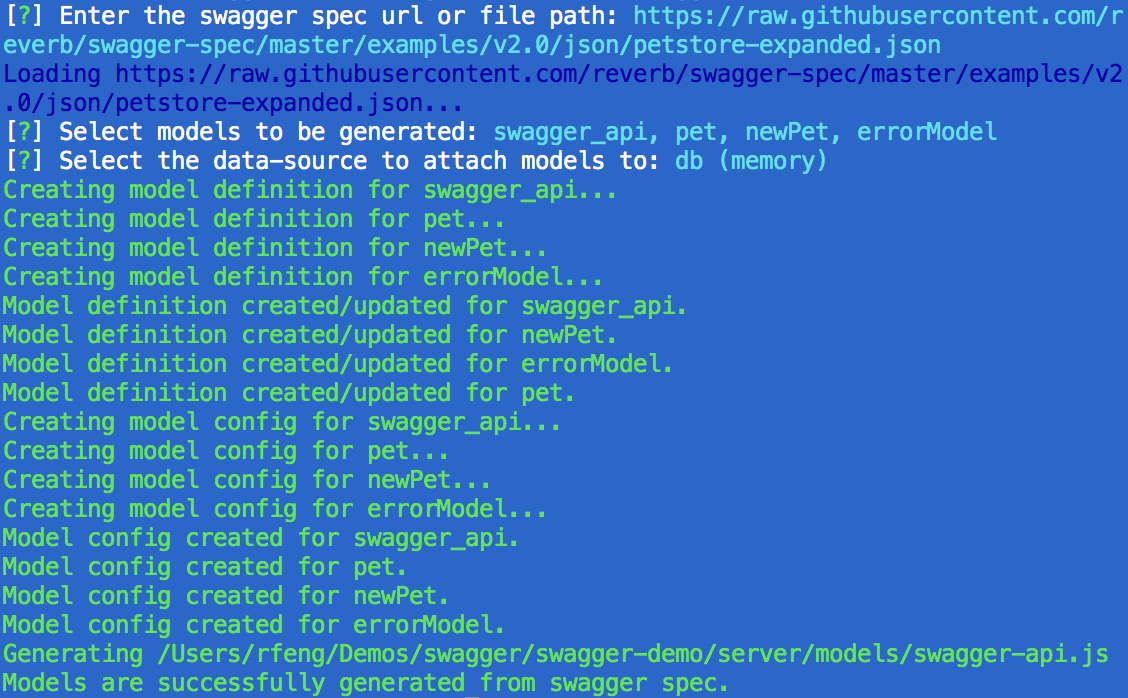 [?] Enter the swagger spec url or file path: https://raw.githubusercontent.com/r
everb/swagger-spec/master/examples/v2.0/json/petstore-expanded.json
Loading https://raw.githubusercontent.com/reverb/swagger-spec/master/examples/v2
.0/json/petstore-expanded.json...
[?] Select models to be generated: swagger_api, pet, newPet, errorModel
[?] Select the data-source to attach models to: db (memory)
Creating model definition for swagger_api...
Creating model definition for pet...
Creating model definition for newPet...
Creating model definition for errorModel...
Model definition created/updated for swagger_api.
Model definition created/updated for newPet.
Model definition created/updated for errorModel.
Model definition created/updated for pet.
Creating model config for swagger_api...
Creating model config for pet...
Creating model config for newPet...
Creating model config for errorModel...
Model config created for swagger_api.
Model config created for pet.
Model config created for newPet.
Model config created for errorModel.
Generating /Users/rfeng/Demos/swagger/swagger-demo/server/models/swagger-api.js
Models are successfully generated from swagger spec.